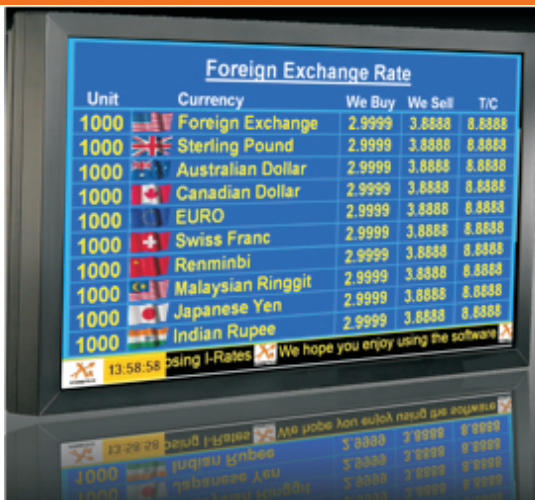 Foreign Exchange Rate
Unit Currency We Buy We Sell T/C
1000 Foreign Exchange 2.9999 3.8888 8.8888
1000 Sterling Pound 2.9999 3.8888 8.8888
1000 Australian Dollar 2.9999 3.8888 8.8888
1000 Canadian Dollar 2.9999 3.8888 8.8888
1000 EURO 2.9999 3.8888 8.8888
1000 Swiss Franc 2.9999 3.8888 8.8888
1000 Renminbi 2.9999 3.8888 8.8888
1000 Malaysian Ringgit 2.9999 3.8888 8.8888
1000 Japanese Yen 2.9999 3.8888 8.8888
1000 Indian Rupee 2.9999 3.8888 8.8888
13:58:58 osing I-Rates We hope you enjoy using the software